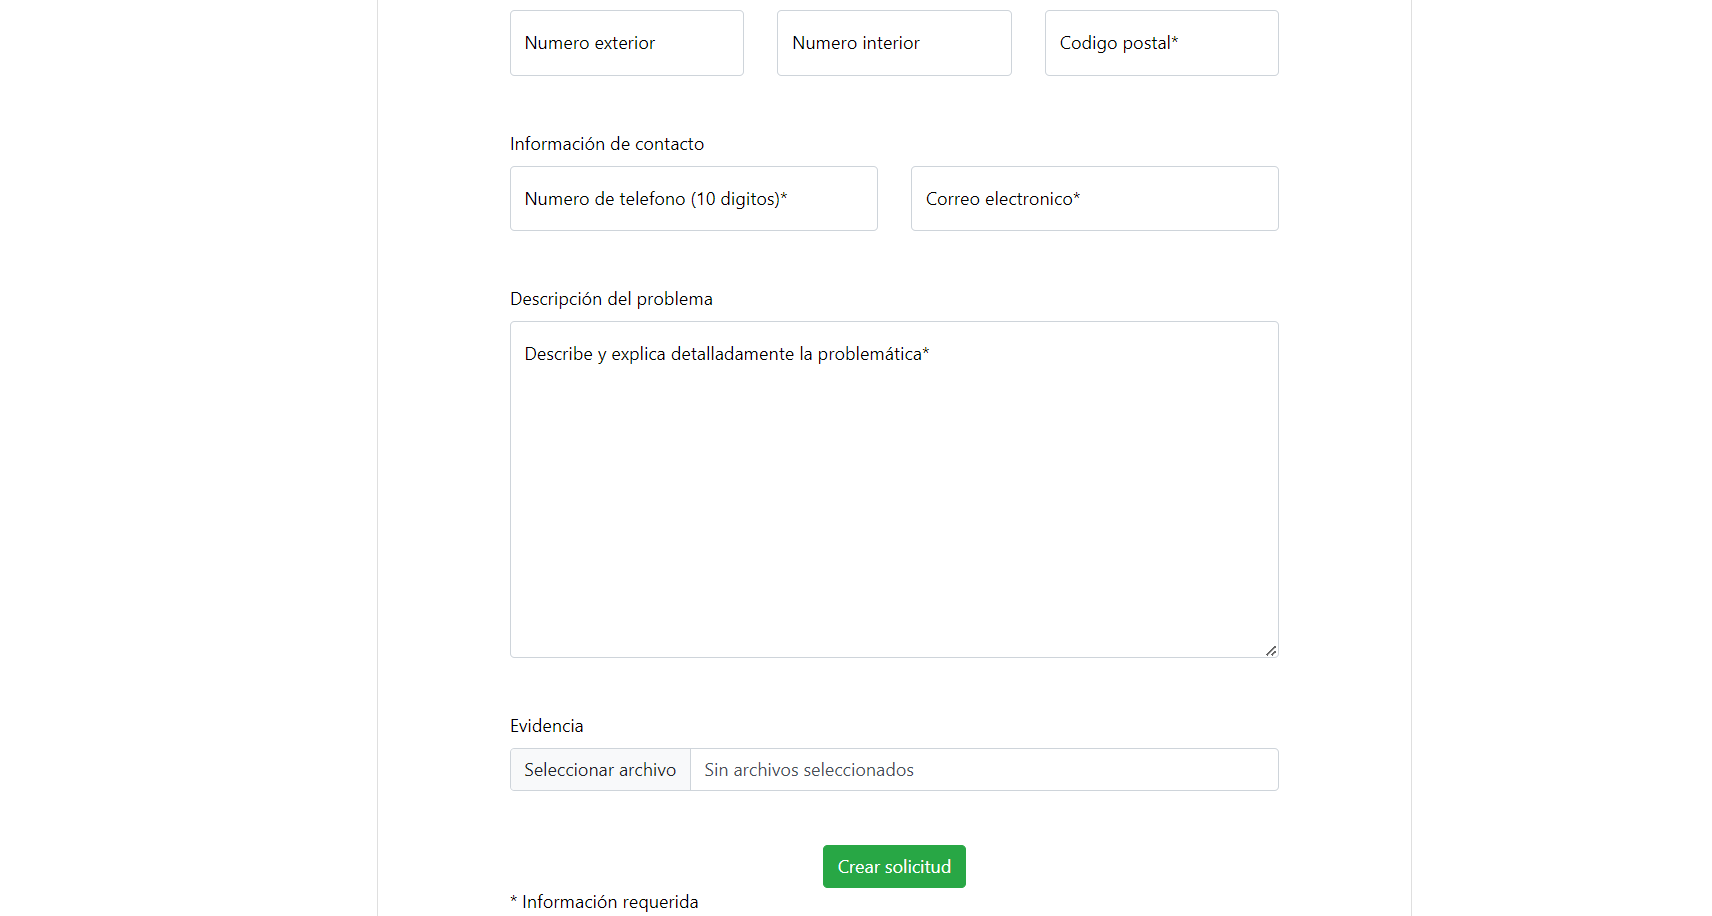 Numero exterior
Numero interior
Codigo postal*
Información de contacto
Numero de telefono (10 digitos)*
Correo electronico*
Descripción del problema
Describe y explica detalladamente la problemática*
Evidencia
Seleccionar archivo
Sin archivos seleccionados
Crear solicitud
* Información requerida